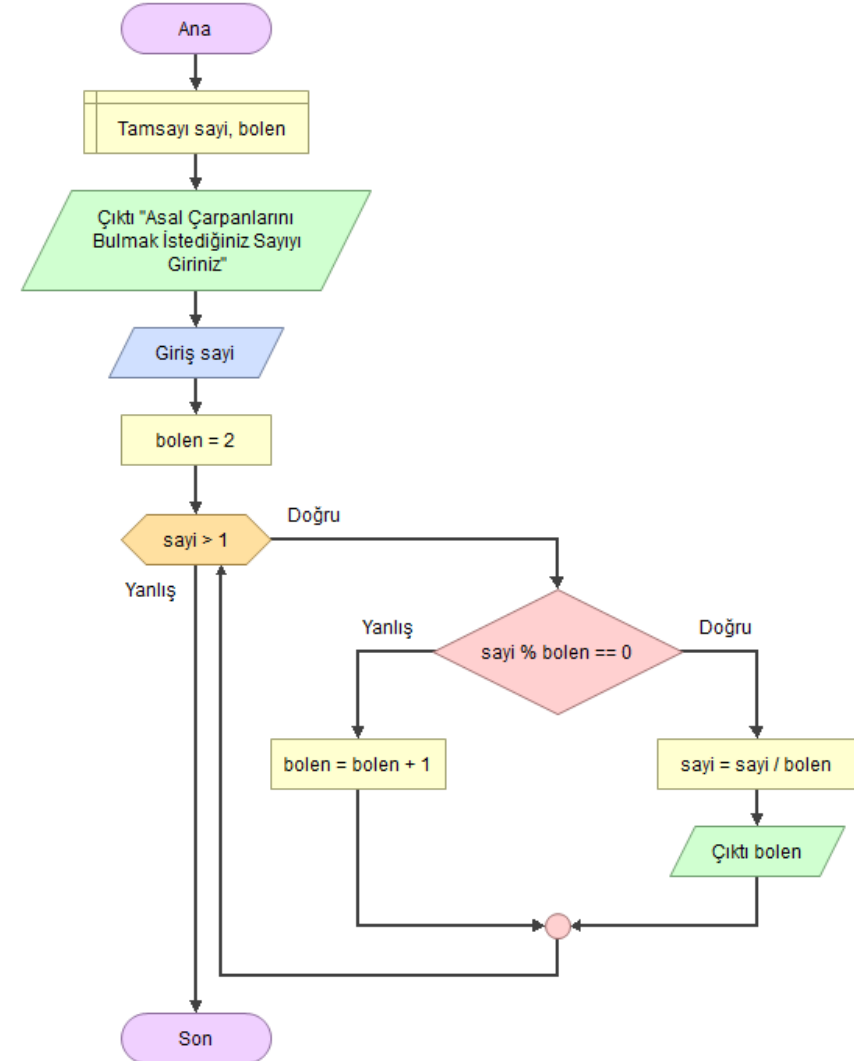 Ana
Tamsayı sayi, bolen
Çıktı "Asal Çarpanlarını
Bulmak İstediğiniz Sayıyı
Giriniz"
Giriş sayi
bolen = 2
sayi > 1
Doğru
Yanlış
Yanlış
Doğru
sayi % bolen == 0
bolen = bolen + 1
sayi = sayi / bolen
Çıktı bolen
Son